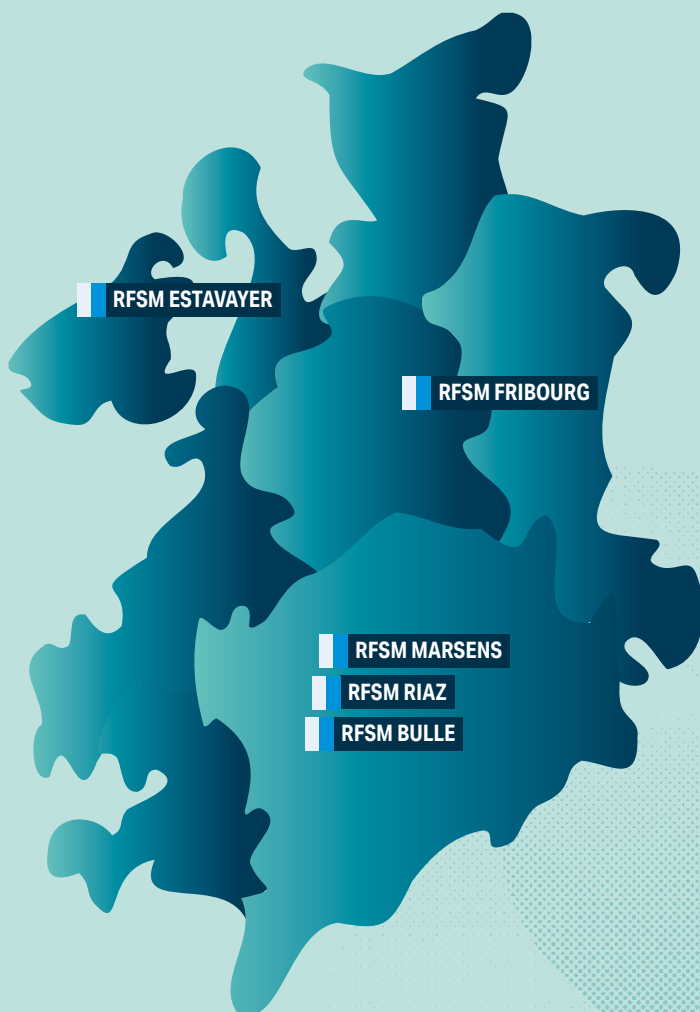 RFSM ESTAVAYER
RFSM FRIBOURG
RFSM MARSENS
RFSM RIAZ
RFSM BULLE